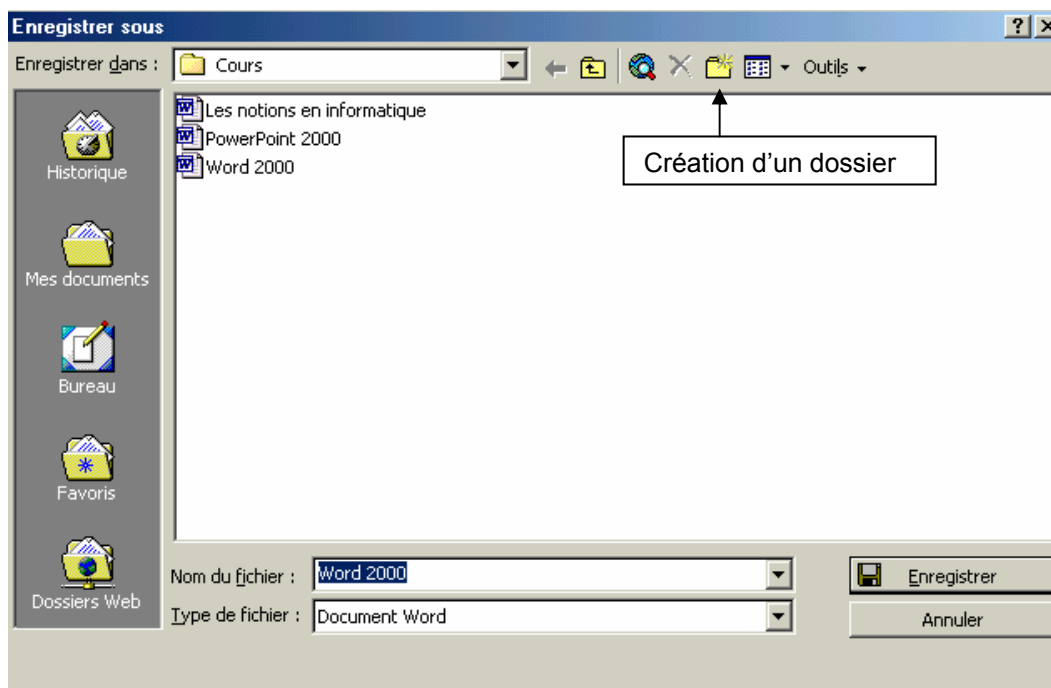 Enregistrer sous
Enregistrer dans :
Cours
Outils
Les notions en informatique
PowerPoint 2000
Word 2000
Création d’un dossier
Historique
Mes documents
Bureau
Favoris
Dossiers Web
Nom du fichier :
Word 2000
Enregistrer
Type de fichier :
Document Word
Annuler